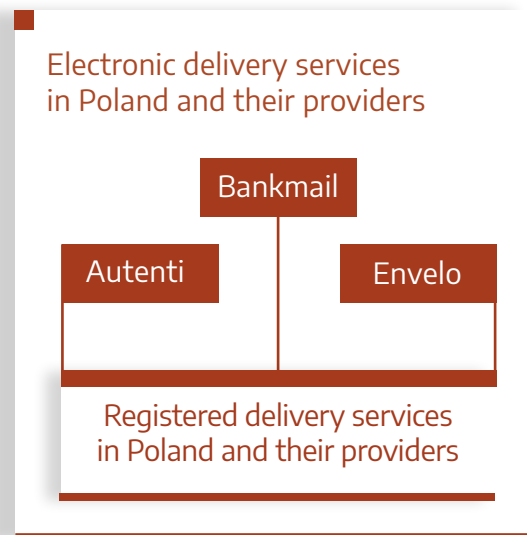 Electronic delivery services
in Poland and their providers
Bankmail
Autenti
Envelo
Registered delivery services
in Poland and their providers